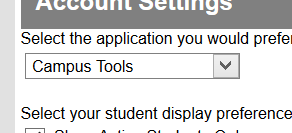 Account Settings
Select the application you would prefer
Campus Tools
Select your student display preference